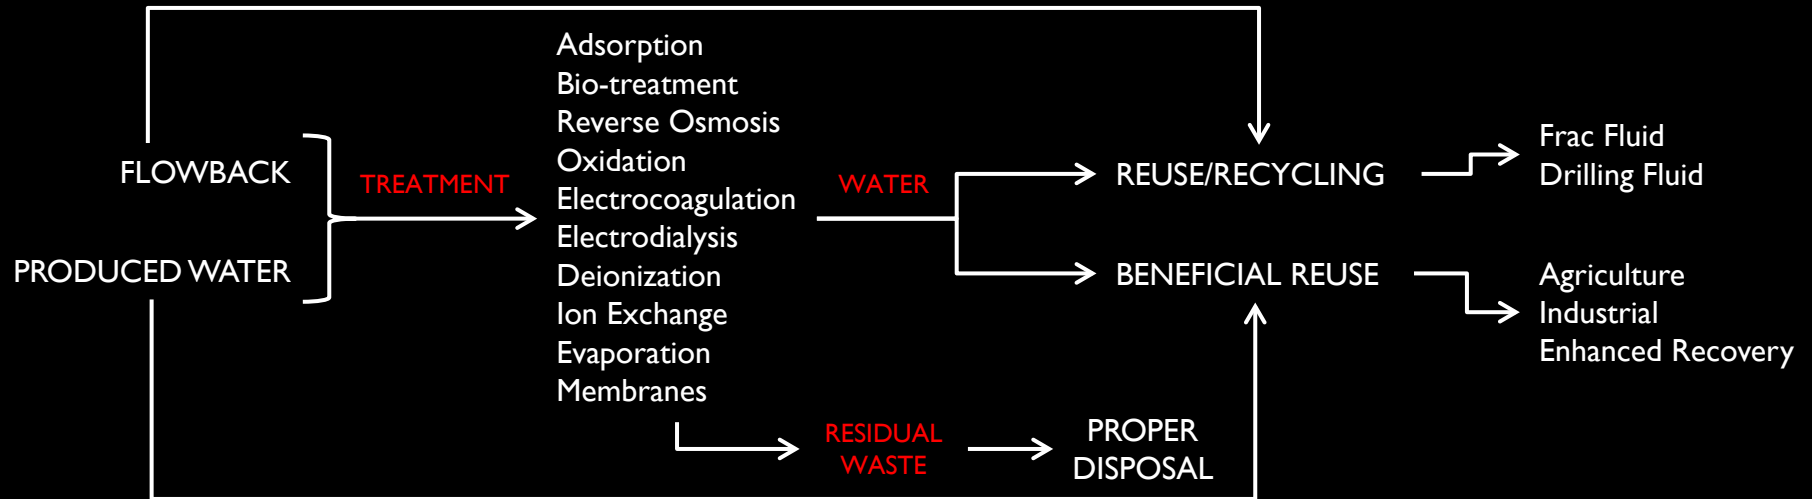 FLOWBACK
PRODUCED WATER
TREATMENT
Adsorption
Bio-treatment
Reverse Osmosis
Oxidation
Electrocoagulation
Electrodialysis
Deionization
Ion Exchange
Evaporation
Membranes
WATER
REUSE/RECYCLING
Frac Fluid
Drilling Fluid
BENEFICIAL REUSE
Agriculture
Industrial
Enhanced Recovery
RESIDUAL
WASTE
PROPER
DISPOSAL